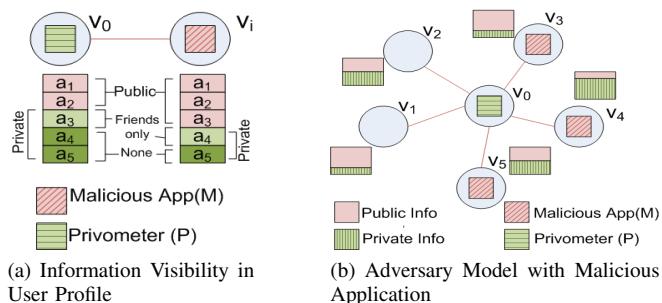 v0 vi
a1 a1
a2 Public a2
a3 Friends a3
a4 only a4
a5 None a5
Private Private
Malicious App(M)
Privometer (P)
(a) Information Visibility in
User Profile
v3
v2
v0
v1 v4
v5
Public Info Malicious App(M)
Private Info Privometer (P)
(b) Adversary Model with Malicious
Application